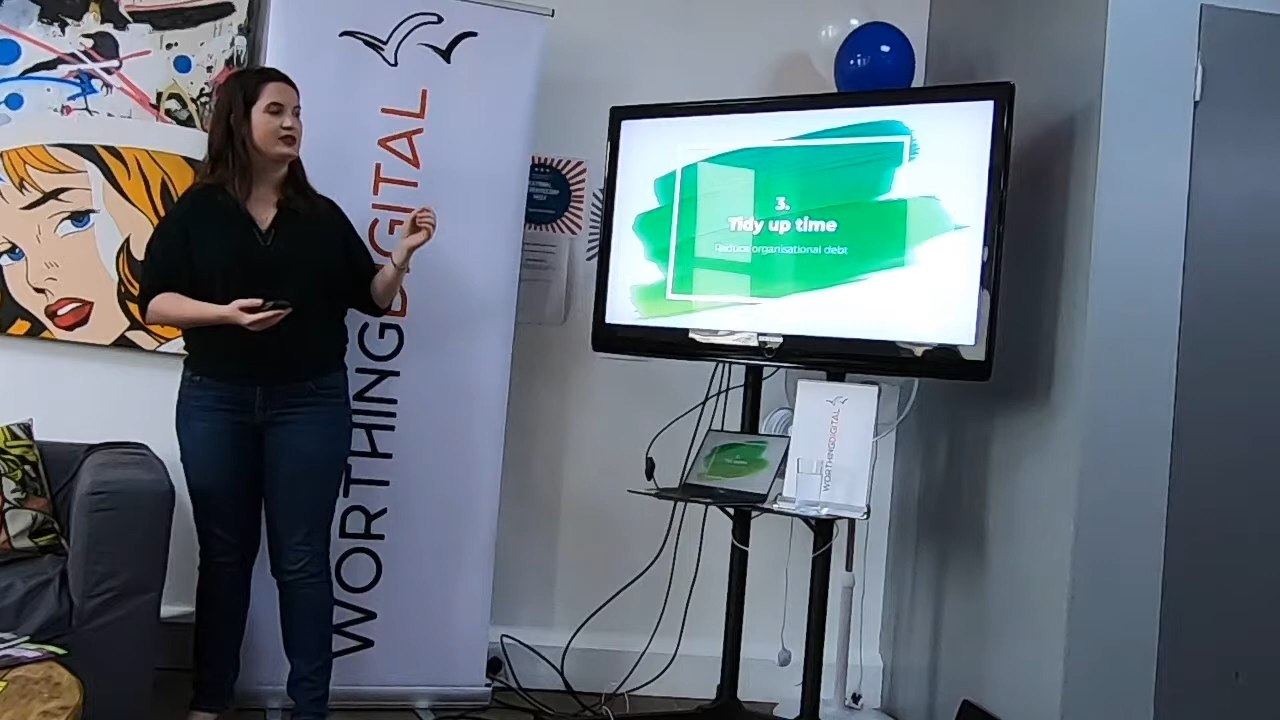 WORTHINGDIGITAL
3.
Tidy up time
Reduce organisational debt
WORTHINGDIGITAL